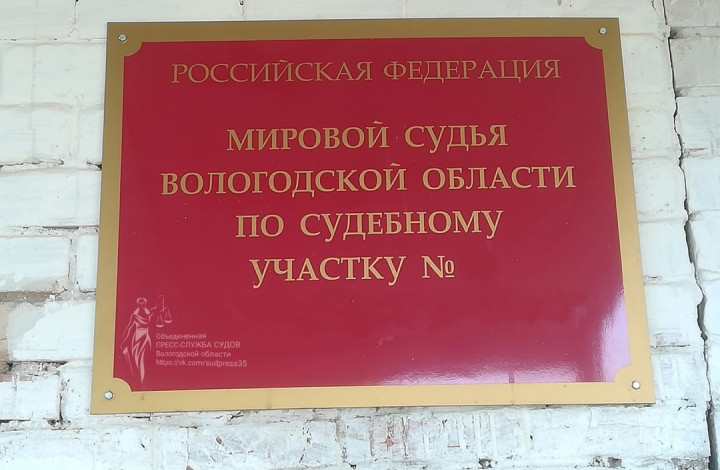 РОССИЙСКАЯ ФЕДЕРАЦИЯ
МИРОВОЙ СУДЬЯ
ВОЛОГОДСКОЙ ОБЛАСТИ
ПО СУДЕБНОМУ
УЧАСТКУ №
Объединенная
ПРЕСС-СЛУЖБА СУДОВ
Вологодской области
https://vk.com/sudpress35